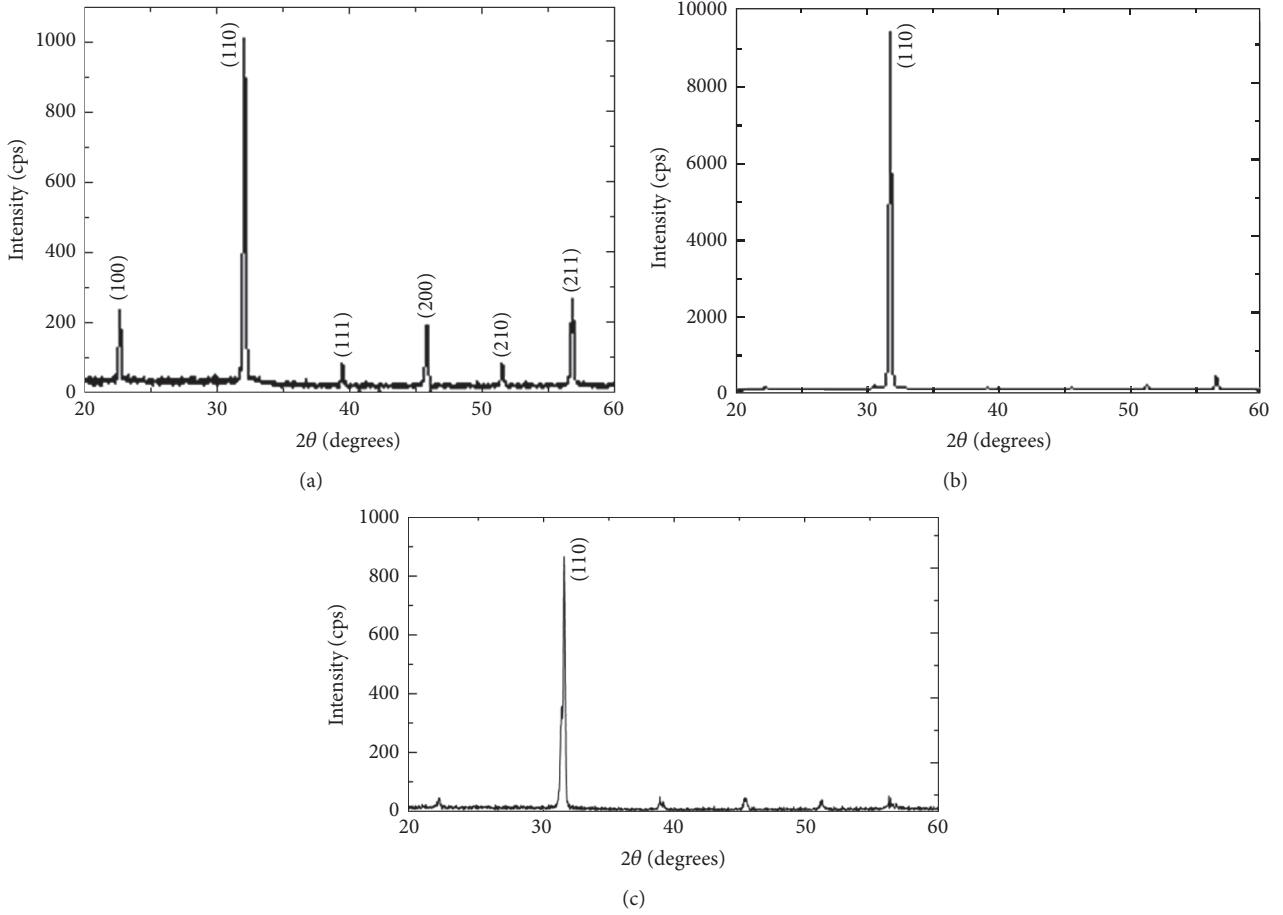 1000
800
600
400
200
0
Intensity (cps)
(100)
(110)
(111)
(200)
(210)
(211)
20 30 40 50 60
2θ (degrees)
(a)
10000
8000
6000
4000
2000
0
Intensity (cps)
(110)
20 30 40 50 60
2θ (degrees)
(b)
1000
800
600
400
200
0
Intensity (cps)
(110)
20 30 40 50 60
2θ (degrees)
(c)